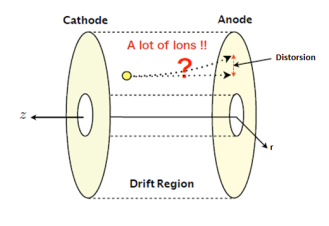 Cathode
Anode
A lot of Ions !!
?
Distorsion
z
r
Drift Region